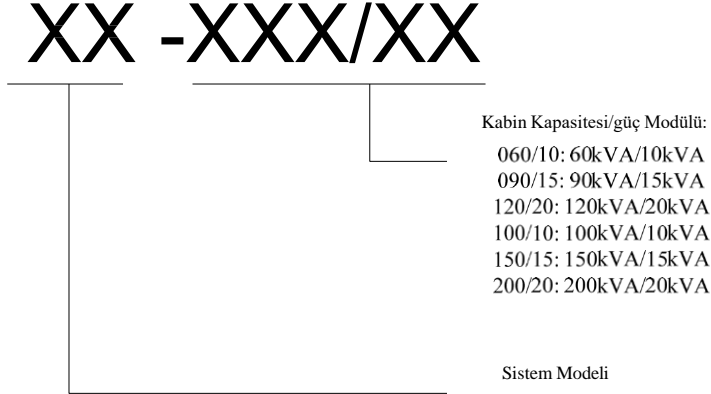 XX -XXX/XX
Kabin Kapasitesi/güç Modülü:
060/10: 60kVA/10kVA
090/15: 90kVA/15kVA
120/20: 120kVA/20kVA
100/10: 100kVA/10kVA
150/15: 150kVA/15kVA
200/20: 200kVA/20kVA
Sistem Modeli